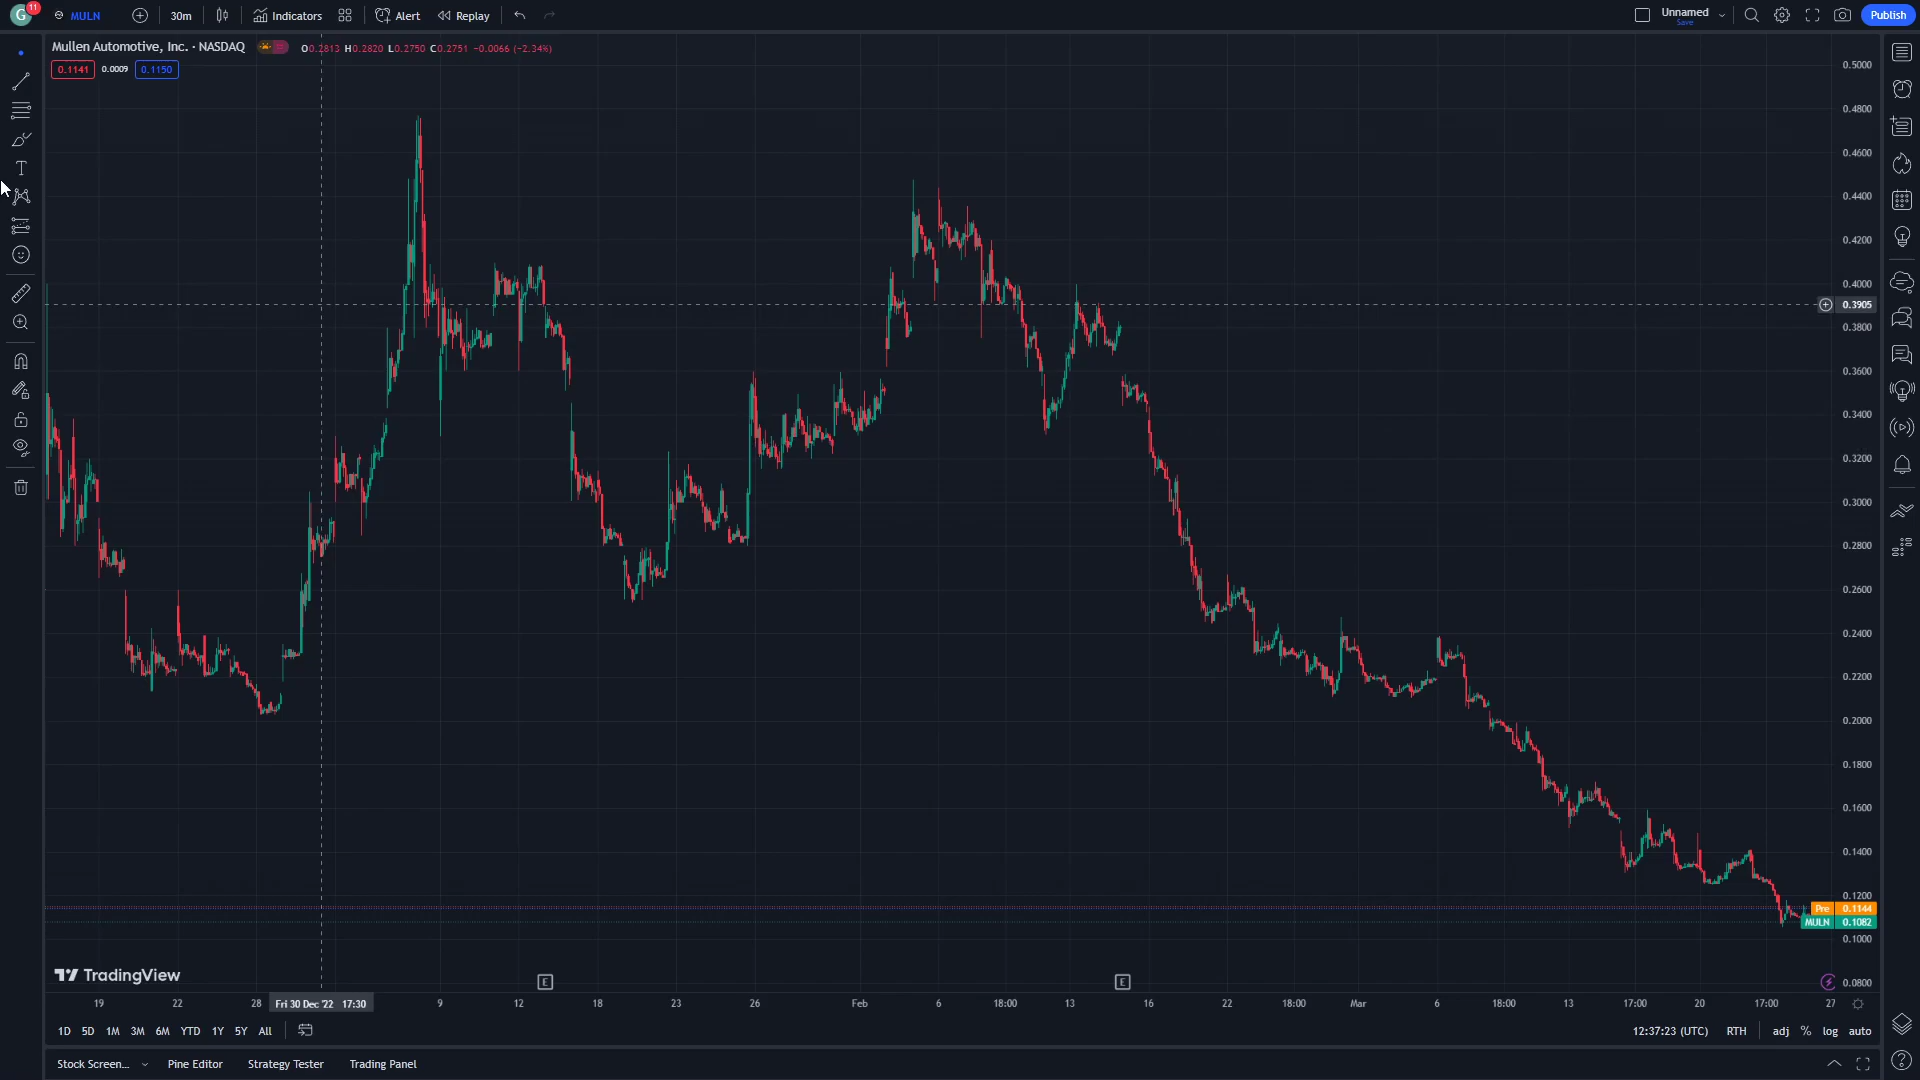 G 11 MULN 30m Indicators Alert Replay Unnamed Save Publish
Mullen Automotive, Inc. · NASDAQ O0.2813 H0.2820 L0.2750 C0.2751 −0.0066 (−2.34%)
0.1141 0.0009 0.1150
0.5000
0.4800
0.4600
0.4400
0.4200
0.4000
0.3905
0.3800
0.3600
0.3400
0.3200
0.3000
0.2800
0.2600
0.2400
0.2200
0.2000
0.1800
0.1600
0.1400
0.1200
Pre 0.1144
MULN 0.1082
0.1000
TradingView
E E
0.0800
19 22 28 Fri 30 Dec '22 17:30 9 12 18 23 26 Feb 6 18:00 13 16 22 18:00 Mar 6 18:00 13 17:00 20 17:00 27
1D 5D 1M 3M 6M YTD 1Y 5Y All 12:37:23 (UTC) RTH adj % log auto
Stock Screen... Pine Editor Strategy Tester Trading Panel